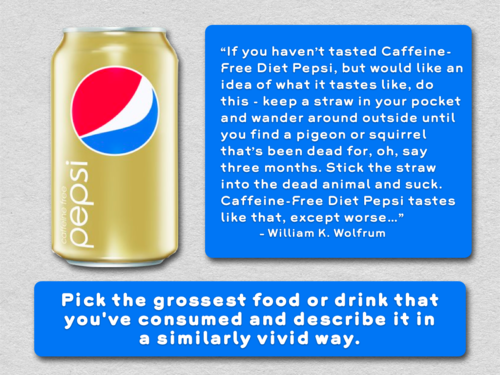 caffeine free
pepsi
“If you haven’t tasted Caffeine-
Free Diet Pepsi, but would like an
idea of what it tastes like, do
this - keep a straw in your pocket
and wander around outside until
you find a pigeon or squirrel
that’s been dead for, oh, say
three months. Stick the straw
into the dead animal and suck.
Caffeine-Free Diet Pepsi tastes
like that, except worse...”
- William K. Wolfrum
Pick the grossest food or drink that
you've consumed and describe it in
a similarly vivid way.